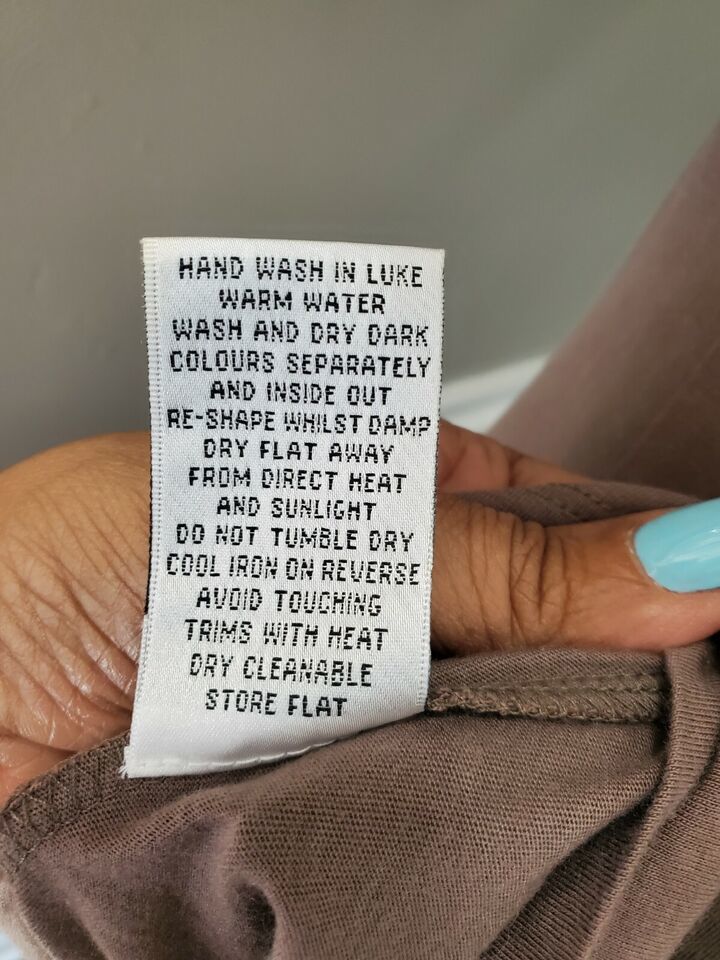 HAND WASH IN LUKE
WARM WATER
WASH AND DRY DARK
COLOURS SEPARATELY
AND INSIDE OUT
RE-SHAPE WHILST DAMP
DRY FLAT AWAY
FROM DIRECT HEAT
AND SUNLIGHT
DO NOT TUMBLE DRY
COOL IRON ON REVERSE
AVOID TOUCHING
TRIMS WITH HEAT
DRY CLEANABLE
STORE FLAT